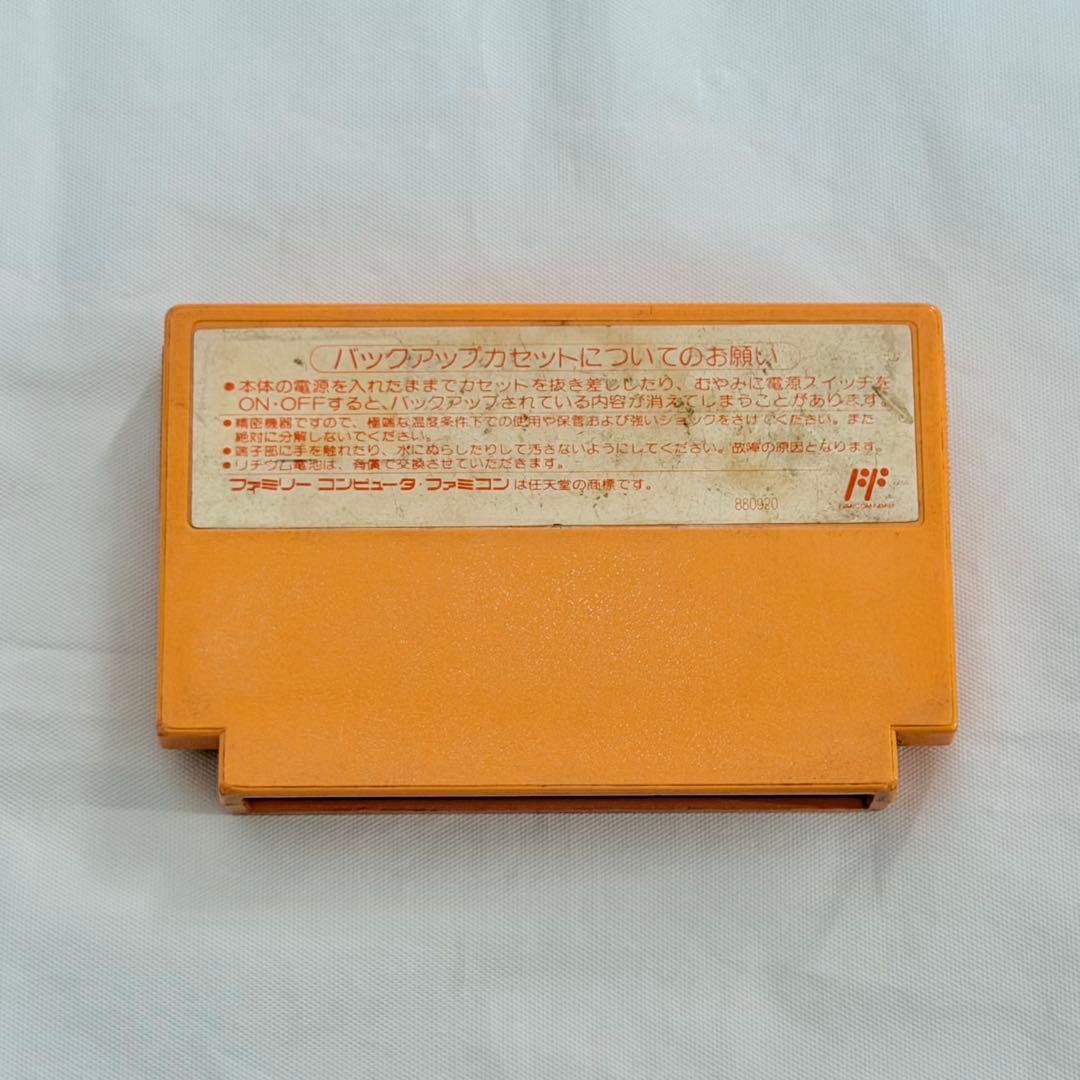 バックアップカセットについてのお願い
●本体の電源を入れたままでカセットを抜き差ししたり、むやみに電源スイッチを
ON・OFFすると、バックアップされている内容が消えてしまうことがあります。
●精密機器ですので、極端な温度条件下での使用や保管および強いショックをさけてください。また
絶対に分解しないでください。
●端子部に手を触れたり、水にぬらしたりして汚さないようにしてください。故障の原因となります。
●リチウム電池は、有償で交換させていただきます。
ファミリー コンピュータ・ファミコンは任天堂の商標です。
880920
FAMICOM FAMILY